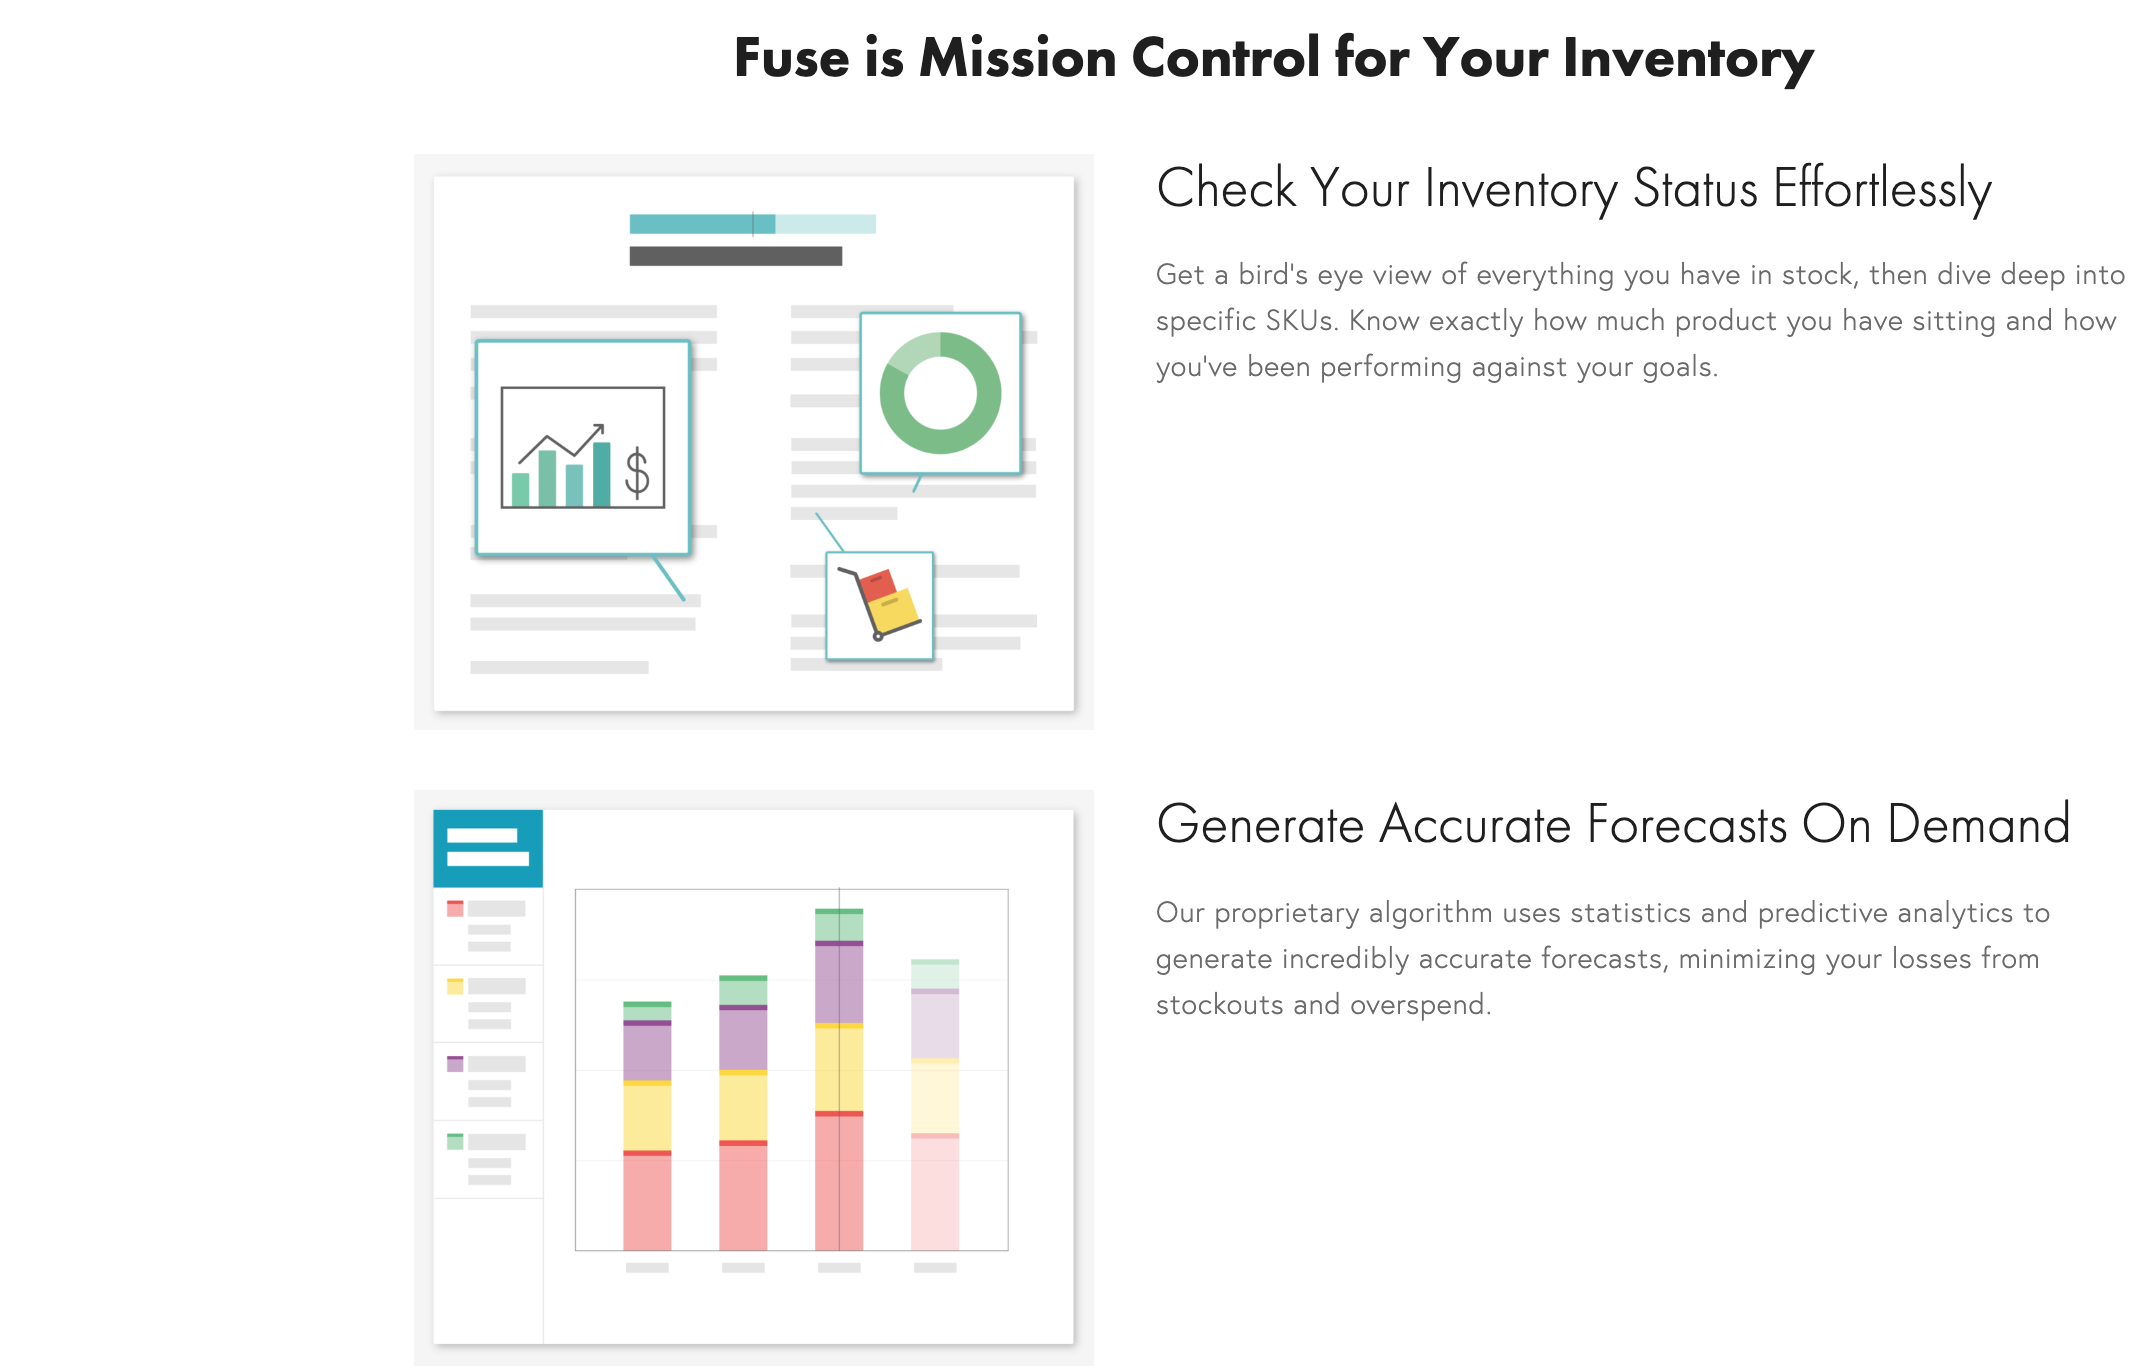 Fuse is Mission Control for Your Inventory
Check Your Inventory Status Effortlessly
Get a bird's eye view of everything you have in stock, then dive deep into
specific SKUs. Know exactly how much product you have sitting and how
you've been performing against your goals.
$
Generate Accurate Forecasts On Demand
Our proprietary algorithm uses statistics and predictive analytics to
generate incredibly accurate forecasts, minimizing your losses from
stockouts and overspend.